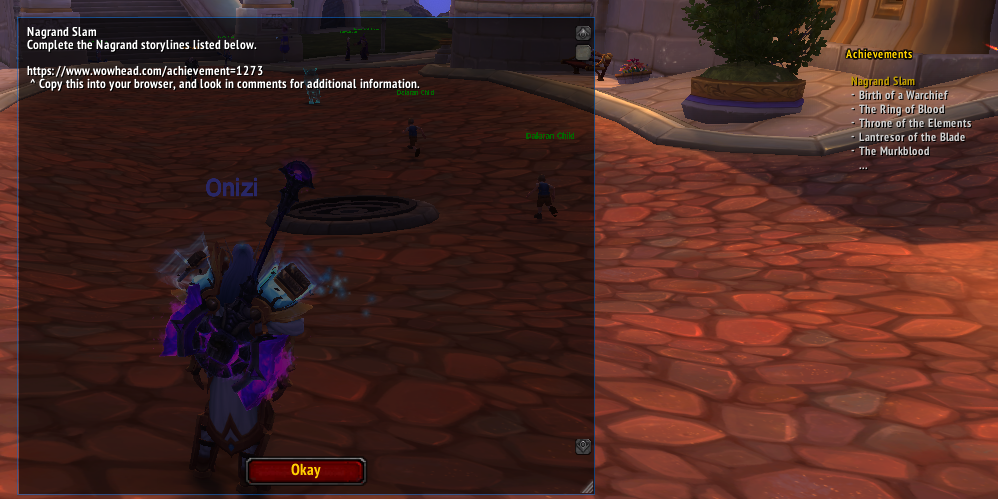 Nagrand Slam
Complete the Nagrand storylines listed below.
https://www.wowhead.com/achievement=1273
^ Copy this into your browser, and look in comments for additional information.
Dalaran Child
Dalaran Child
Onizi
Okay
Achievements
Nagrand Slam
- Birth of a Warchief
- The Ring of Blood
- Throne of the Elements
- Lantresor of the Blade
- The Murkblood
...